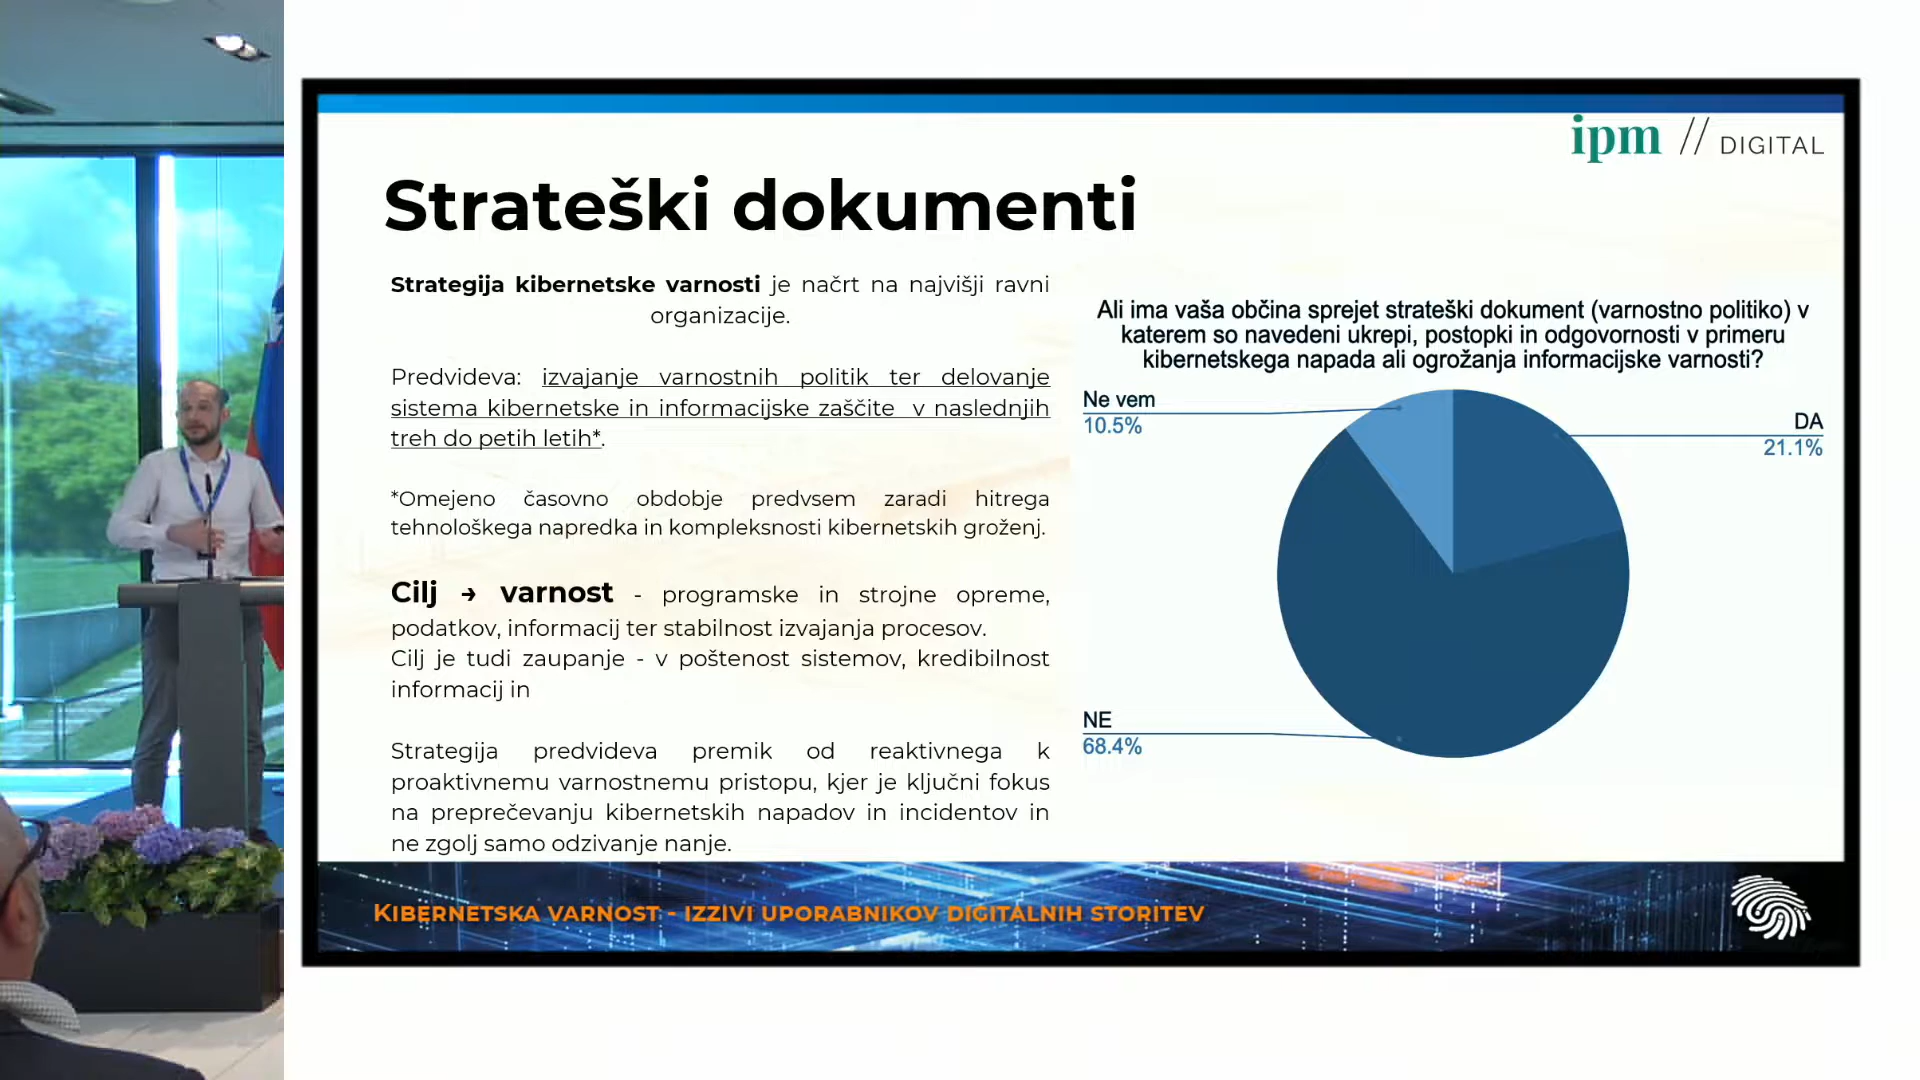 ipm // DIGITAL
Strateški dokumenti
Strategija kibernetske varnosti je načrt na najvišji ravni
organizacije.
Predvideva: izvajanje varnostnih politik ter delovanje
sistema kibernetske in informacijske zaščite v naslednjih
treh do petih letih*.
*Omejeno časovno obdobje predvsem zaradi hitrega
tehnološkega napredka in kompleksnosti kibernetskih groženj.
Cilj → varnost - programske in strojne opreme,
podatkov, informacij ter stabilnost izvajanja procesov.
Cilj je tudi zaupanje - v poštenost sistemov, kredibilnost
informacij in
Strategija predvideva premik od reaktivnega k
proaktivnemu varnostnemu pristopu, kjer je ključni fokus
na preprečevanju kibernetskih napadov in incidentov in
ne zgolj samo odzivanje nanje.
Ali ima vaša občina sprejet strateški dokument (varnostno politiko) v
katerem so navedeni ukrepi, postopki in odgovornosti v primeru
kibernetskega napada ali ogrožanja informacijske varnosti?
Ne vem
10.5%
DA
21.1%
NE
68.4%
KIBERNETSKA VARNOST - IZZIVI UPORABNIKOV DIGITALNIH STORITEV